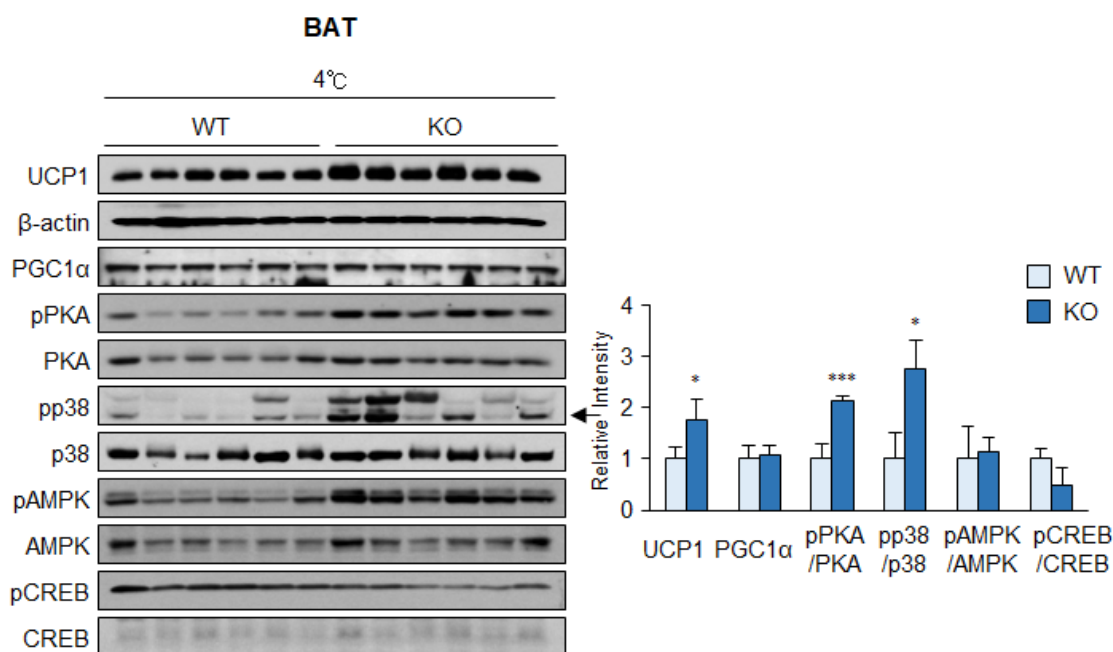 BAT
4℃
WT KO
UCP1
β-actin
PGC1α
pPKA
PKA
pp38
p38
pAMPK
AMPK
pCREB
CREB
WT
KO
Relative Intensity
4
3
2
1
0
* *** *
UCP1 PGC1α pPKA/PKA pp38/p38 pAMPK/AMPK pCREB/CREB